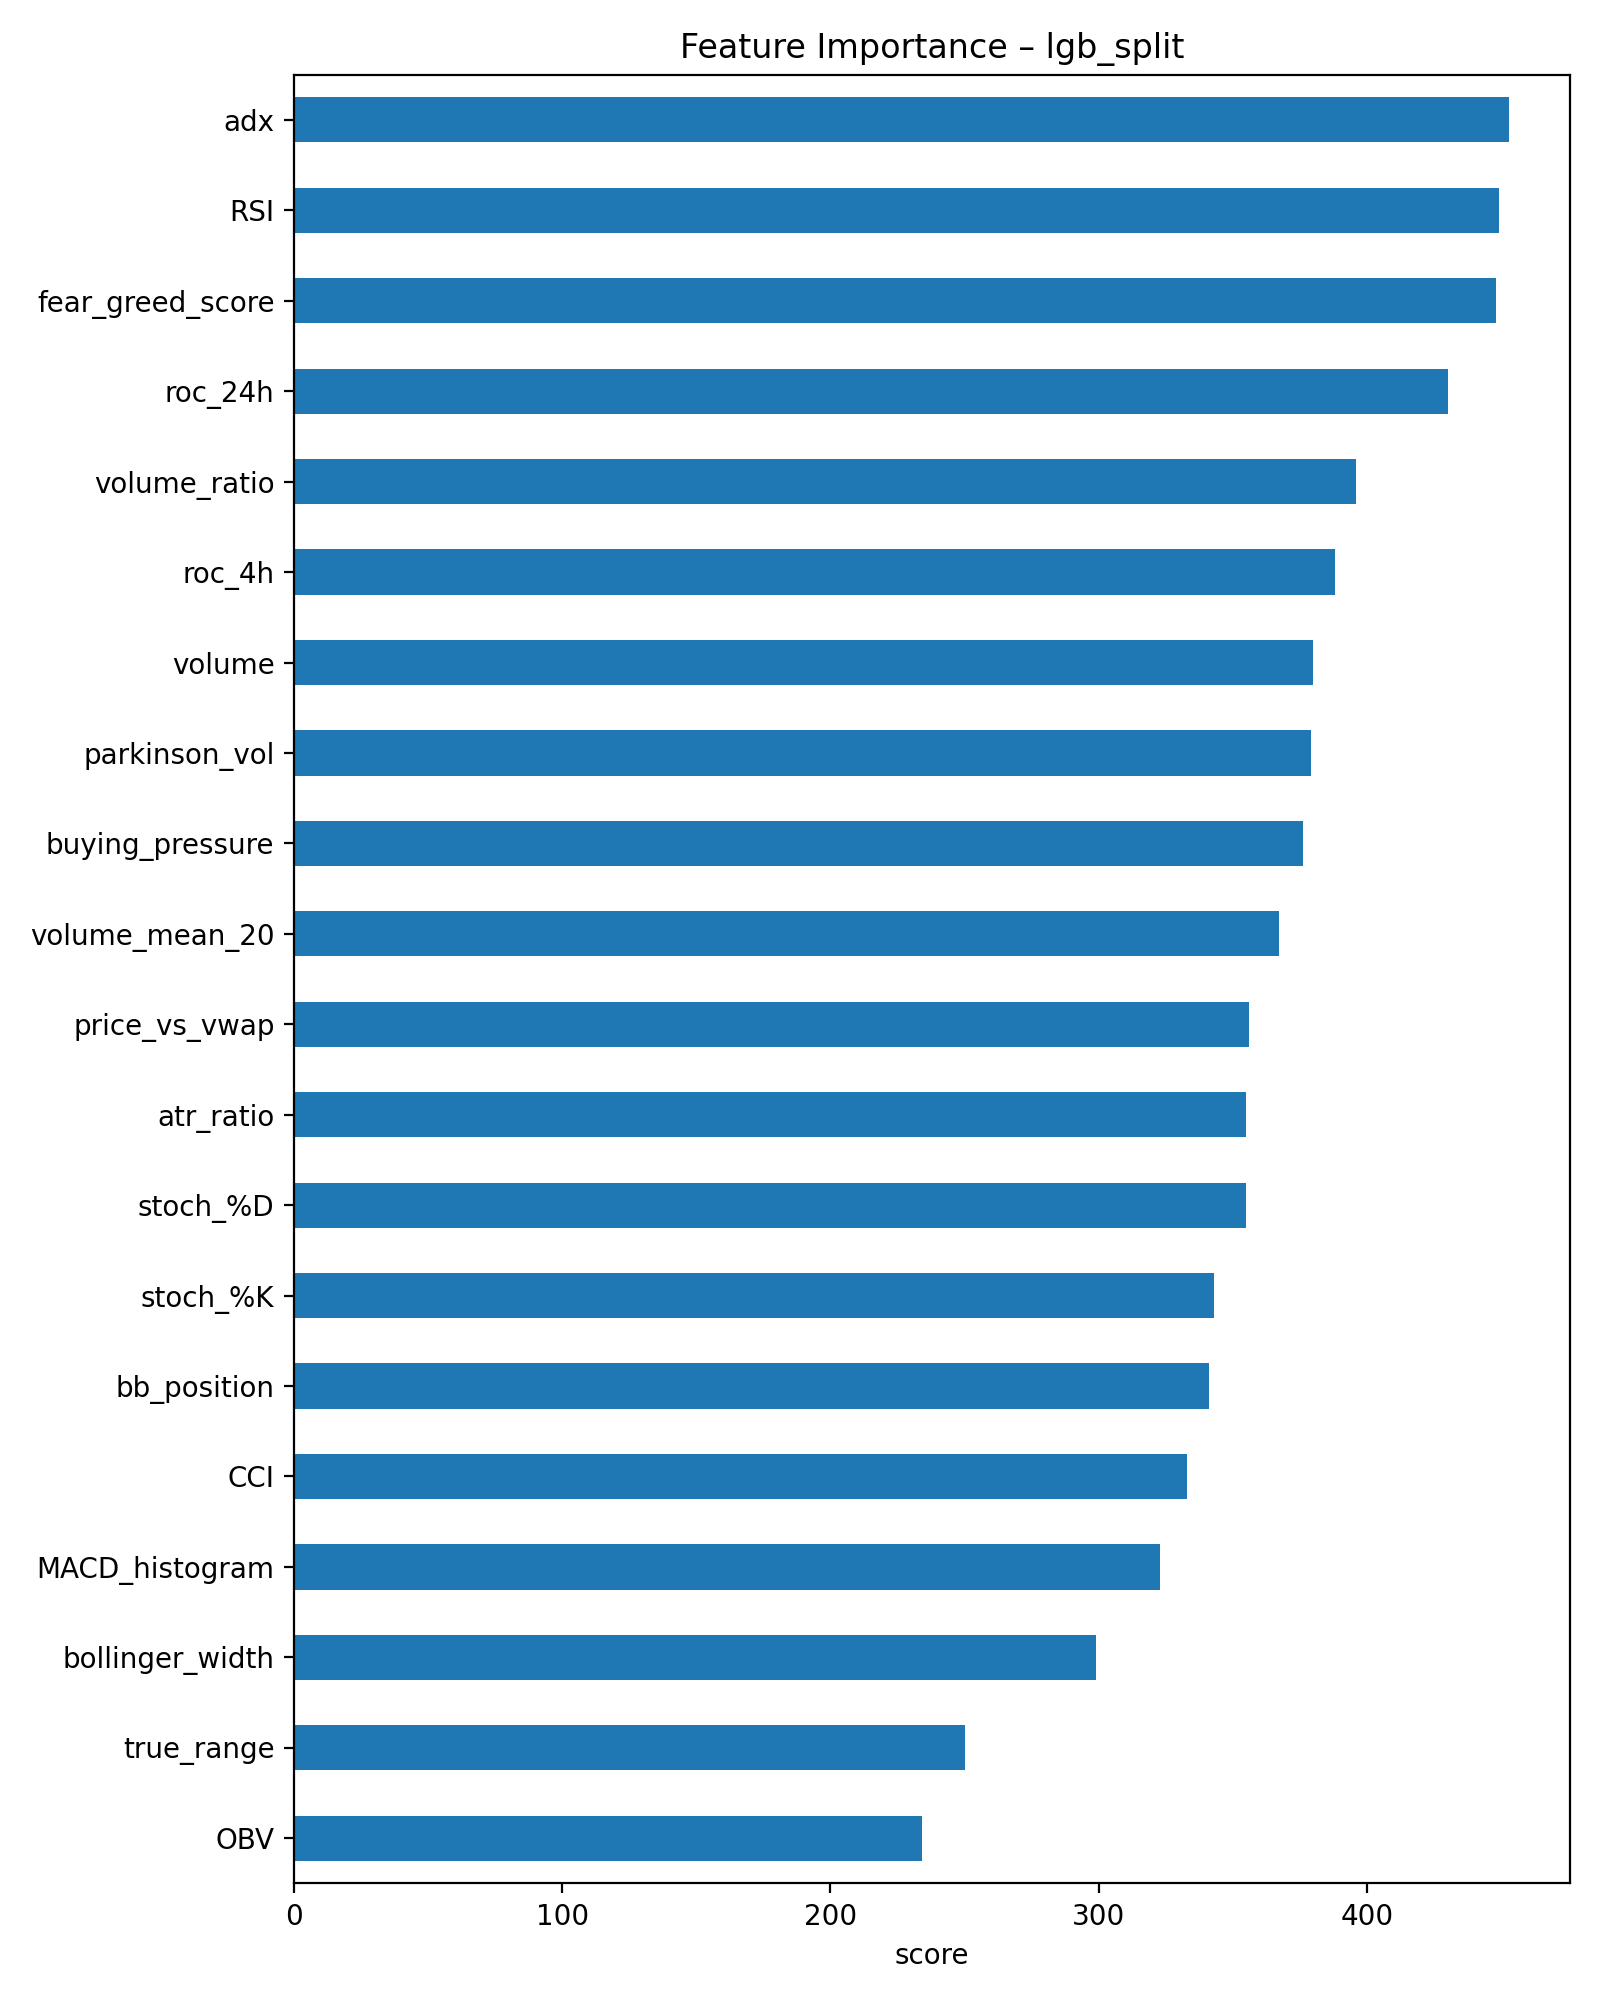 Feature Importance – lgb_split
adx
RSI
fear_greed_score
roc_24h
volume_ratio
roc_4h
volume
parkinson_vol
buying_pressure
volume_mean_20
price_vs_vwap
atr_ratio
stoch_%D
stoch_%K
bb_position
CCI
MACD_histogram
bollinger_width
true_range
OBV
0 100 200 300 400
score